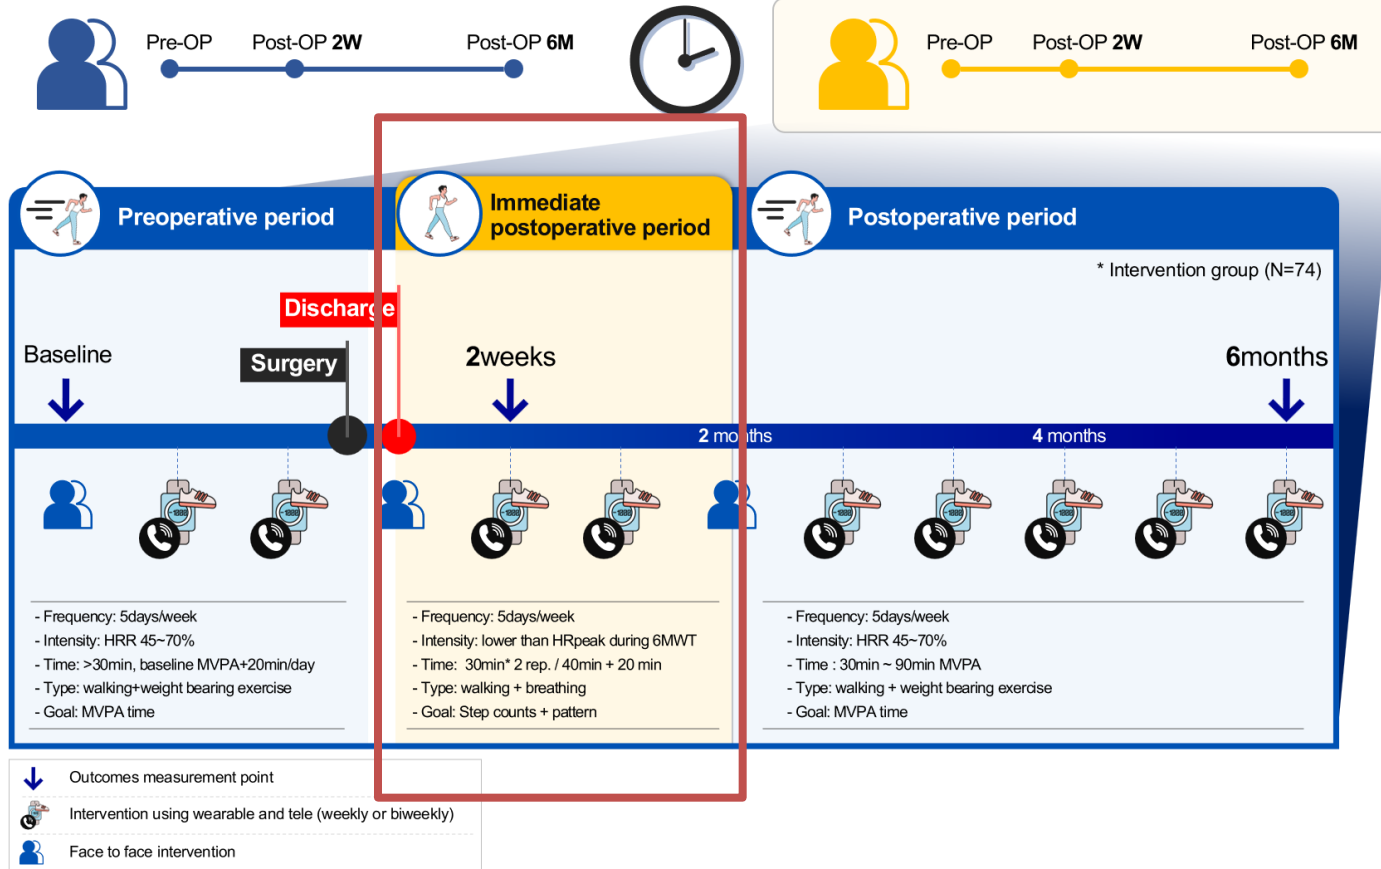 Pre-OP Post-OP 2W Post-OP 6M
Pre-OP Post-OP 2W Post-OP 6M
Preoperative period
Immediate
postoperative period
Postoperative period
* Intervention group (N=74)
Discharge
Surgery
Baseline
2weeks
6months
2 months
4 months
- Frequency: 5days/week
- Intensity: HRR 45~70%
- Time: >30min, baseline MVPA+20min/day
- Type: walking+weight bearing exercise
- Goal: MVPA time
- Frequency: 5days/week
- Intensity: lower than HRpeak during 6MWT
- Time: 30min* 2 rep. / 40min + 20 min
- Type: walking + breathing
- Goal: Step counts + pattern
- Frequency: 5days/week
- Intensity: HRR 45~70%
- Time : 30min ~ 90min MVPA
- Type: walking + weight bearing exercise
- Goal: MVPA time
Outcomes measurement point
Intervention using wearable and tele (weekly or biweekly)
Face to face intervention